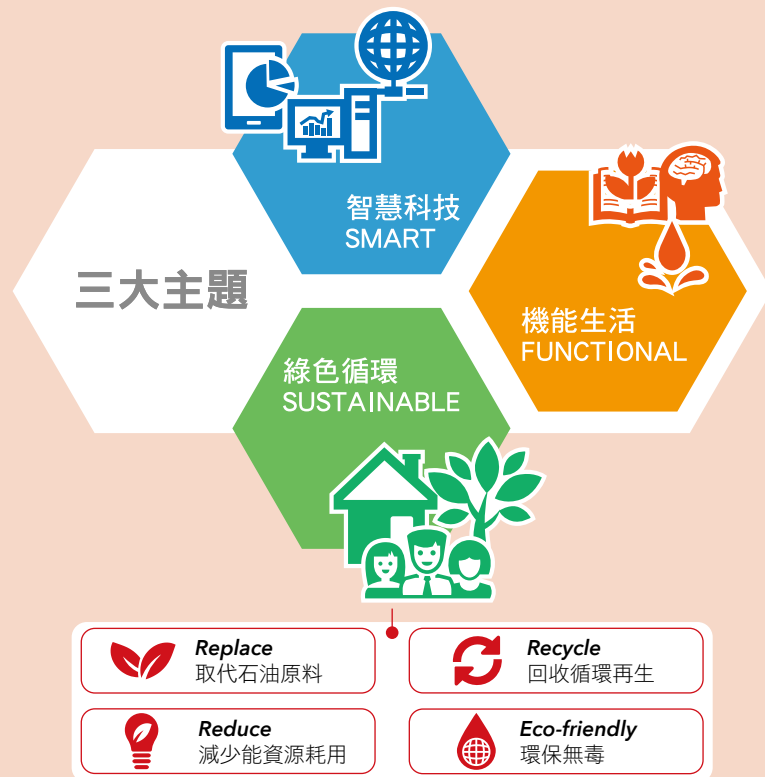 智慧科技
SMART
三大主題
機能生活
FUNCTIONAL
綠色循環
SUSTAINABLE
Replace
取代石油原料
Recycle
回收循環再生
Reduce
減少能資源耗用
Eco-friendly
環保無毒